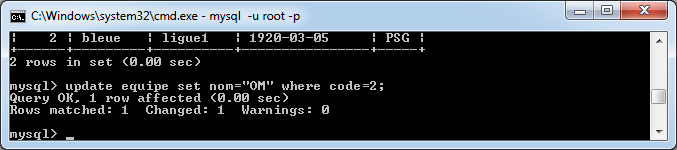 C:\Windows\system32\cmd.exe - mysql  -u root -p
|    2 | bleue  | ligue1   | 1920-03-05     | PSG |
+------+--------+----------+----------------+-----+
2 rows in set (0.00 sec)
mysql> update equipe set nom="OM" where code=2;
Query OK, 1 row affected (0.00 sec)
Rows matched: 1  Changed: 1  Warnings: 0
mysql> _